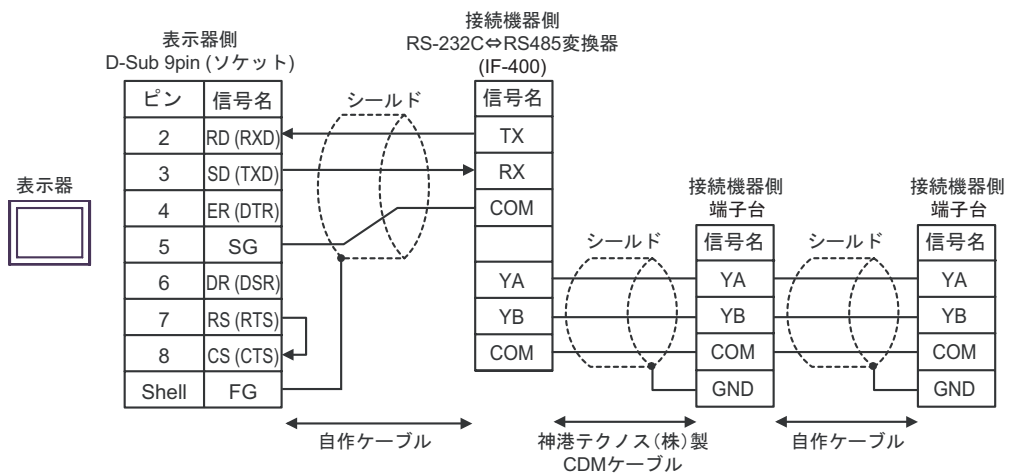 接続機器側
RS-232C⇔RS485変換器
(IF-400)
表示器側
D-Sub 9pin (ソケット)
ピン 信号名
2 RD (RXD)
3 SD (TXD)
4 ER (DTR)
5 SG
6 DR (DSR)
7 RS (RTS)
8 CS (CTS)
Shell FG
表示器
シールド
信号名
TX
RX
COM
YA
YB
COM
シールド
接続機器側
端子台
信号名
YA
YB
COM
GND
シールド
接続機器側
端子台
信号名
YA
YB
COM
GND
自作ケーブル
神港テクノス(株)製
CDMケーブル
自作ケーブル